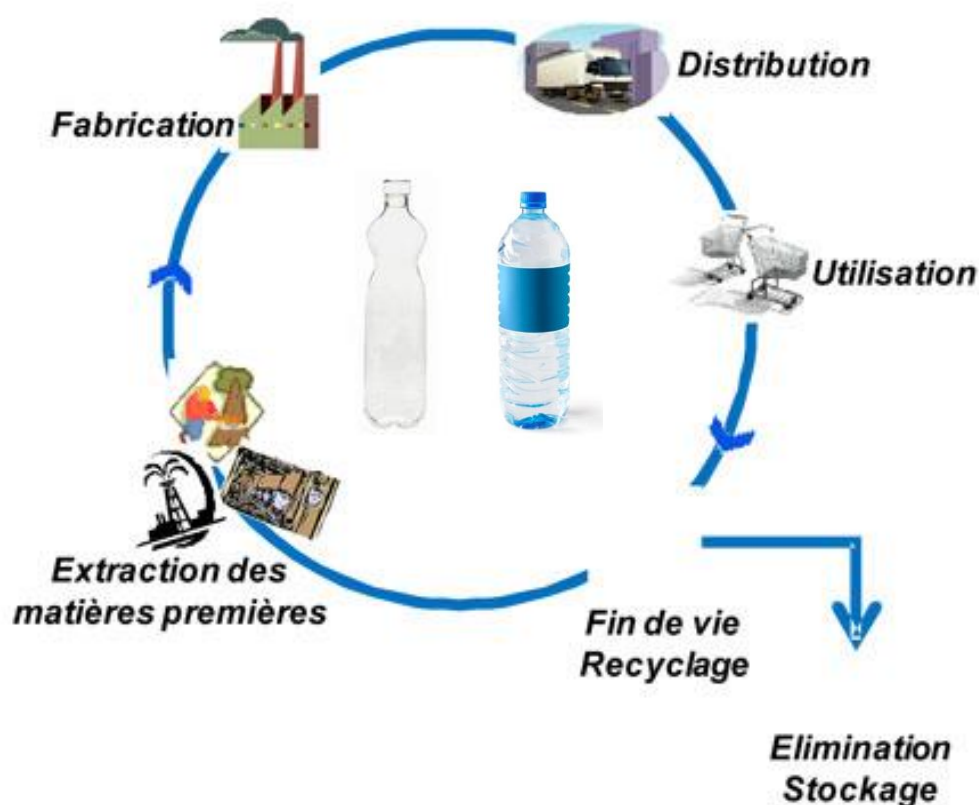 Fabrication
Distribution
Utilisation
Extraction des
matières premières
Fin de vie
Recyclage
Elimination
Stockage